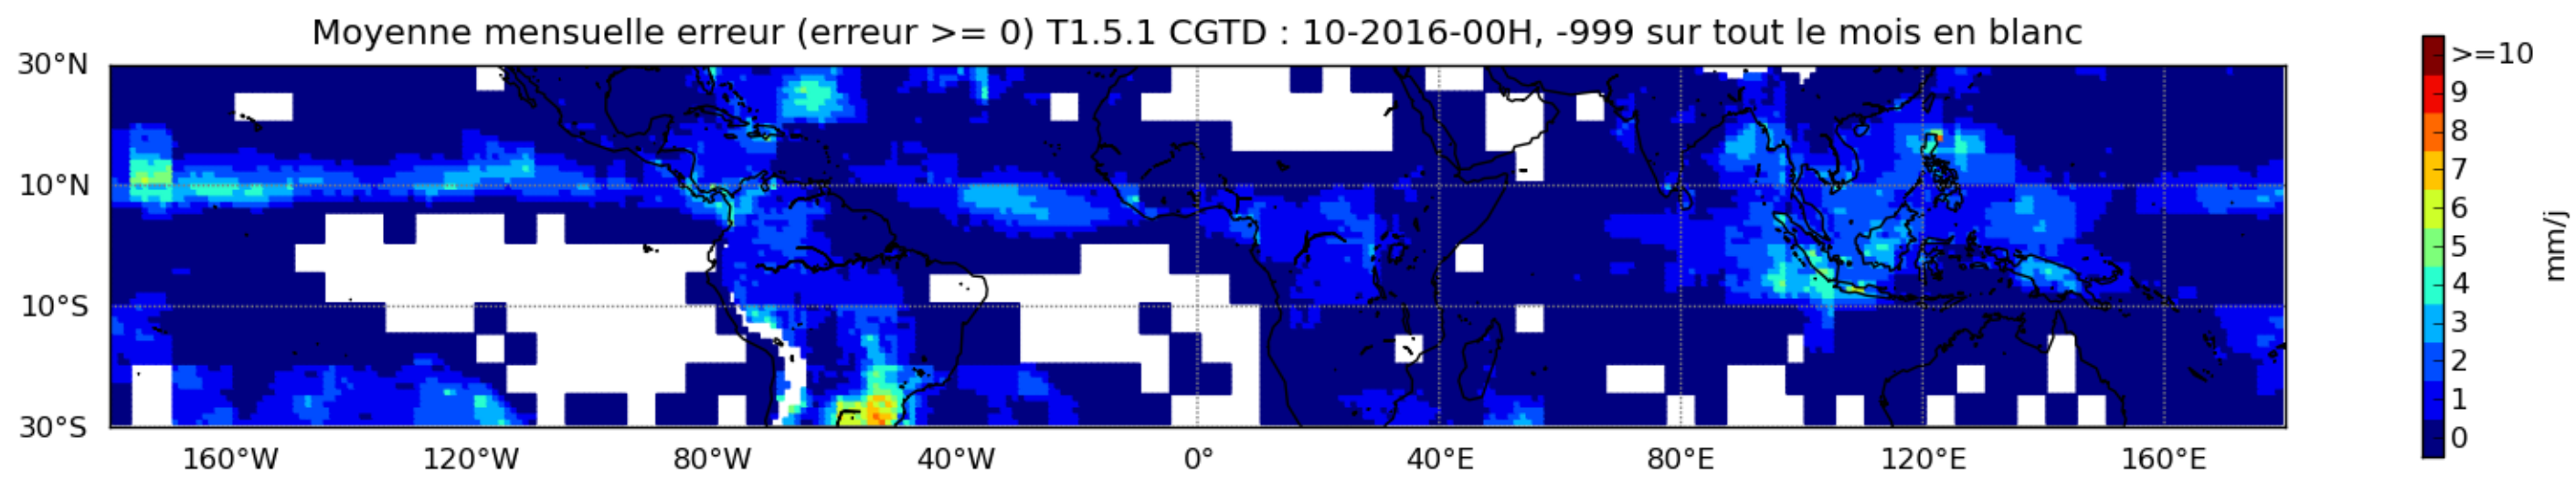 Moyenne mensuelle erreur (erreur >= 0) T1.5.1 CGTD : 10-2016-00H, -999 sur tout le mois en blanc
30°N
10°N
10°S
30°S
160°W 120°W 80°W 40°W 0° 40°E 80°E 120°E 160°E
>=10
9
8
7
6
5
4
3
2
1
0
mm/j